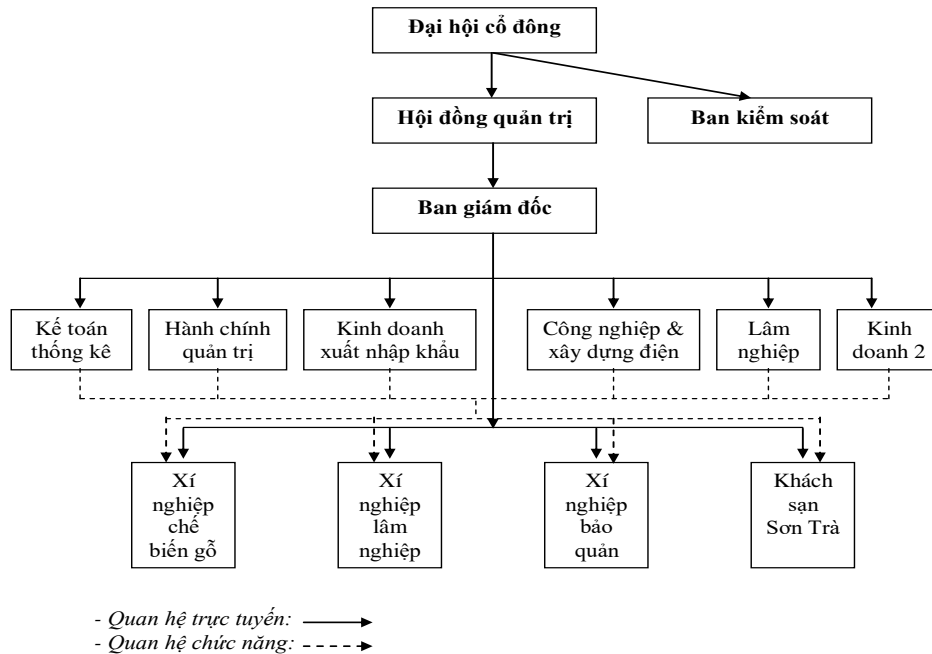 Đại hội cổ đông
Hội đồng quản trị
Ban kiểm soát
Ban giám đốc
Kế toán
thống kê
Hành chính
quản trị
Kinh doanh
xuất nhập khẩu
Công nghiệp &
xây dựng điện
Lâm
nghiệp
Kinh
doanh 2
Xí
nghiệp
chế
biến gỗ
Xí
nghiệp
lâm
nghiệp
Xí
nghiệp
bảo
quản
Khách
sạn
Sơn Trà
- Quan hệ trực tuyến:
- Quan hệ chức năng: